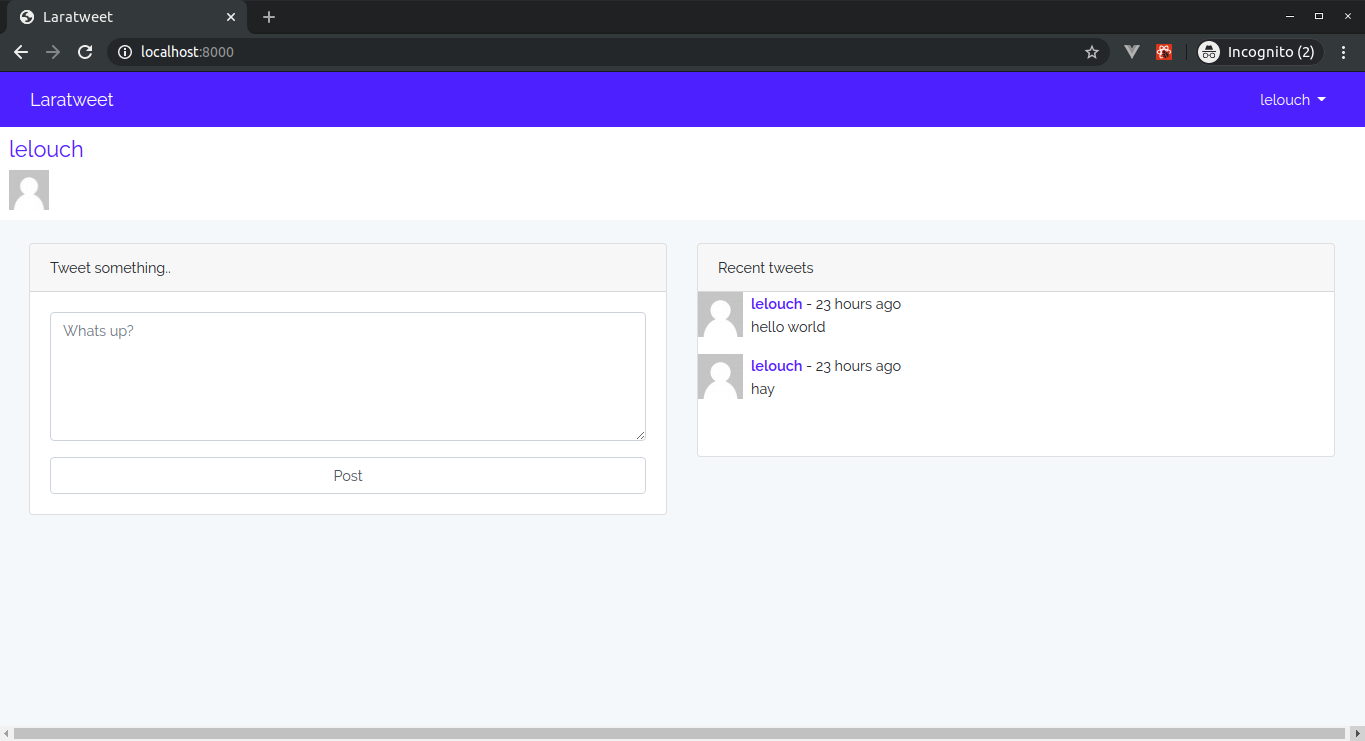 Laratweet
localhost:8000
Incognito (2)
Laratweet
lelouch
lelouch
Tweet something..
Whats up?
Post
Recent tweets
lelouch - 23 hours ago
hello world
lelouch - 23 hours ago
hay